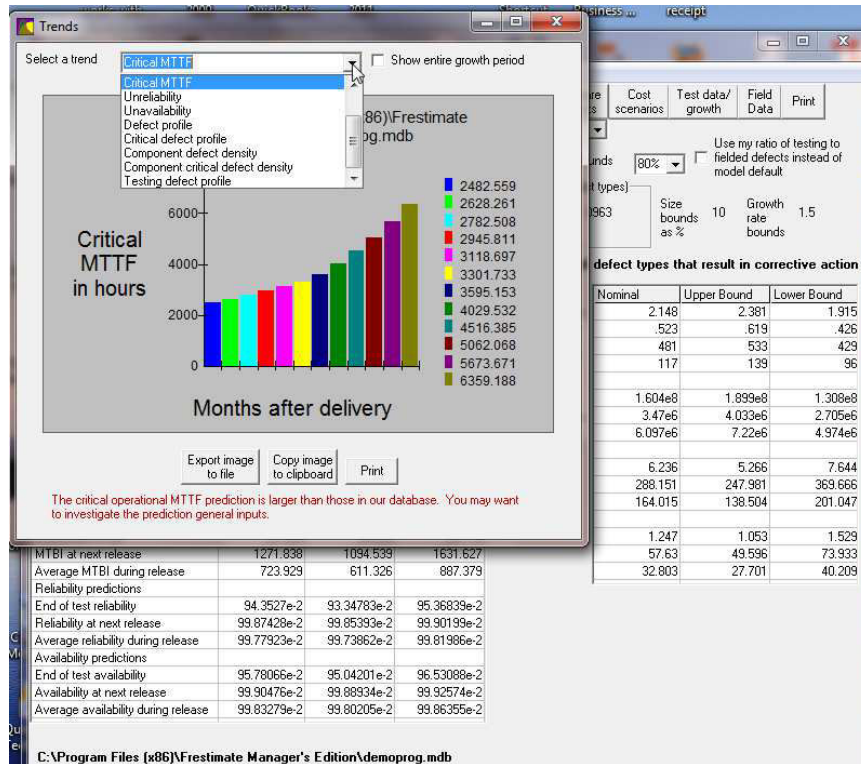 works with 2000 QuickBooks 2011 Shortcut Business ... receipt
Trends
Select a trend
Critical MTTF
Show entire growth period
Critical MTTF
Unreliability
Unavailability
Defect profile
Critical defect profile
Component defect density
Component critical defect density
Testing defect profile
86)\Frestimate
og.mdb
6000
4000
2000
0
Critical
MTTF
in hours
2482.559
2628.261
2782.508
2945.811
3118.697
3301.733
3595.153
4029.532
4516.385
5062.068
5673.671
6359.188
Months after delivery
Export image
to file
Copy image
to clipboard
Print
The critical operational MTTF prediction is larger than those in our database. You may want
to investigate the prediction general inputs.
re
s
Cost
scenarios
Test data/
growth
Field
Data
Print
unds
80%
Use my ratio of testing to
fielded defects instead of
model default
t types)
0963
Size
bounds
as %
10
Growth
rate
bounds
1.5
defect types that result in corrective action
Nominal Upper Bound Lower Bound
2.148 2.381 1.915
.523 .619 .426
481 533 429
117 139 96
1.604e8 1.899e8 1.308e8
3.47e6 4.033e6 2.705e6
6.097e6 7.22e6 4.974e6
6.236 5.266 7.644
288.151 247.981 369.666
164.015 138.504 201.047
1.247 1.053 1.529
57.63 49.596 73.933
32.803 27.701 40.209
MTBI at next release 1271.838 1094.539 1631.627
Average MTBI during release 723.929 611.326 887.379
Reliability predictions
End of test reliability 94.3527e-2 93.34783e-2 95.36839e-2
Reliability at next release 99.87428e-2 99.85393e-2 99.90199e-2
Average reliability during release 99.77923e-2 99.73862e-2 99.81986e-2
Availability predictions
End of test availability 95.78066e-2 95.04201e-2 96.53088e-2
Availability at next release 99.90476e-2 99.88934e-2 99.92574e-2
Average availability during release 99.83279e-2 99.80205e-2 99.86355e-2
C:\Program Files (x86)\Frestimate Manager's Edition\demoprog.mdb